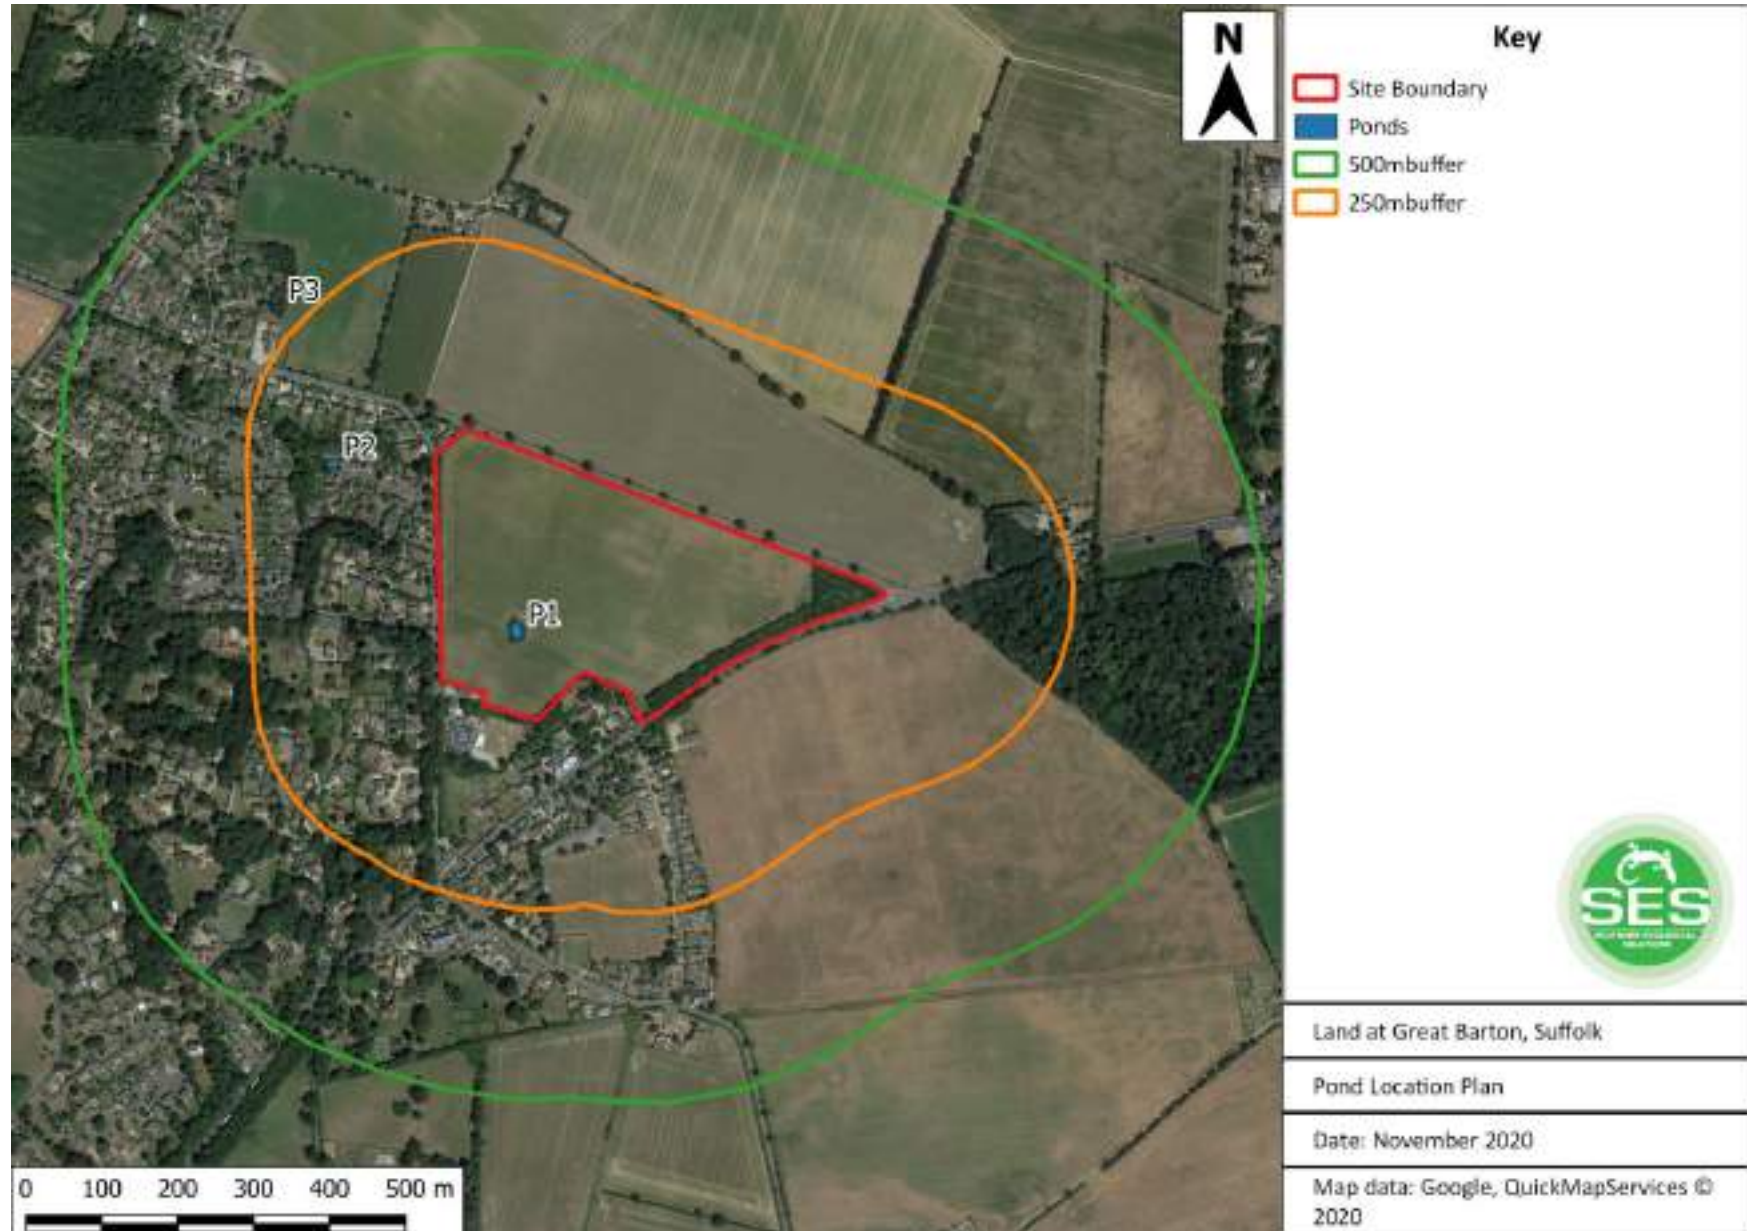 N
P3
P2
P1
0 100 200 300 400 500 m
Key
Site Boundary
Ponds
500mbuffer
250mbuffer
SES
Land at Great Barton, Suffolk
Pond Location Plan
Date: November 2020
Map data: Google, QuickMapServices ©
2020